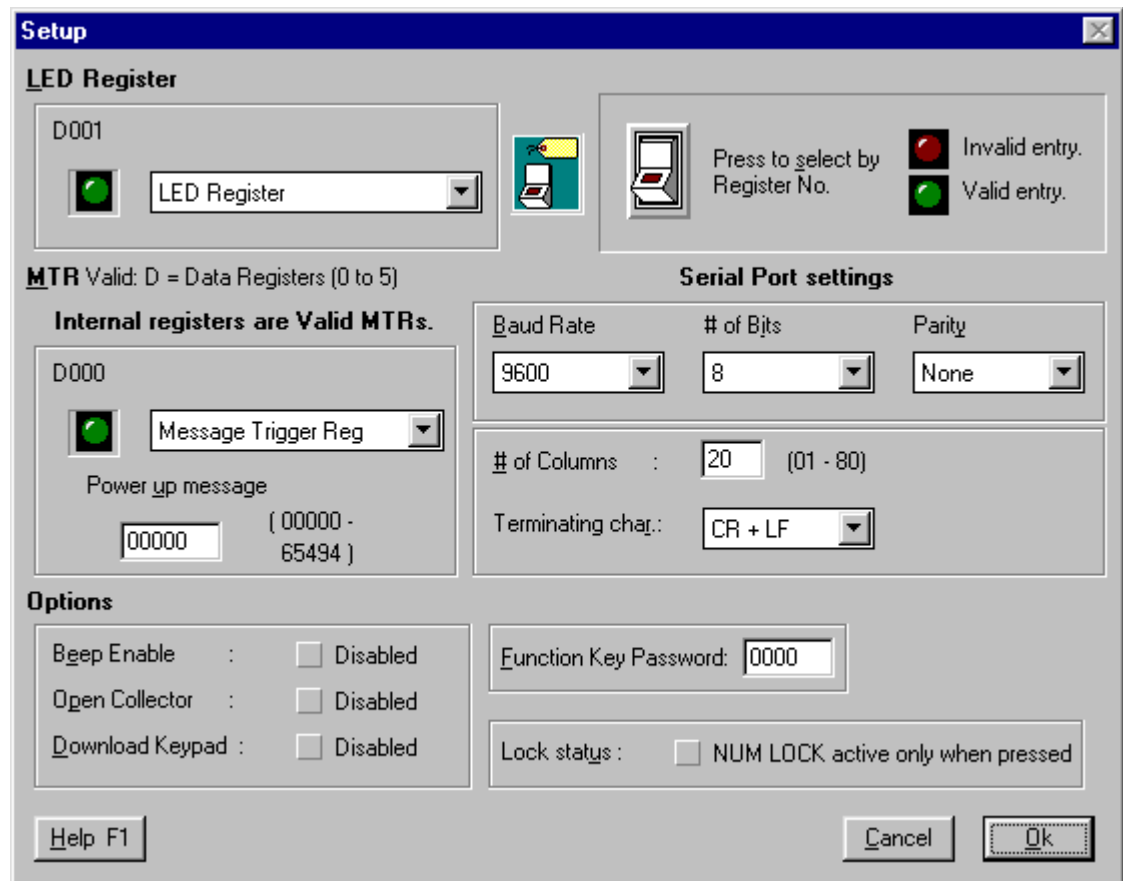 Setup
LED Register
D001
LED Register
Press to select by
Register No.
Invalid entry.
Valid entry.
MTR Valid: D = Data Registers (0 to 5)
Internal registers are Valid MTRs.
D000
Message Trigger Reg
Power up message
00000
( 00000 -
65494 )
Serial Port settings
Baud Rate
# of Bits
Parity
9600
8
None
# of Columns :
20
(01 - 80)
Terminating char.:
CR + LF
Options
Beep Enable : Disabled
Open Collector : Disabled
Download Keypad : Disabled
Function Key Password: 0000
Lock status : NUM LOCK active only when pressed
Help F1
Cancel
Ok